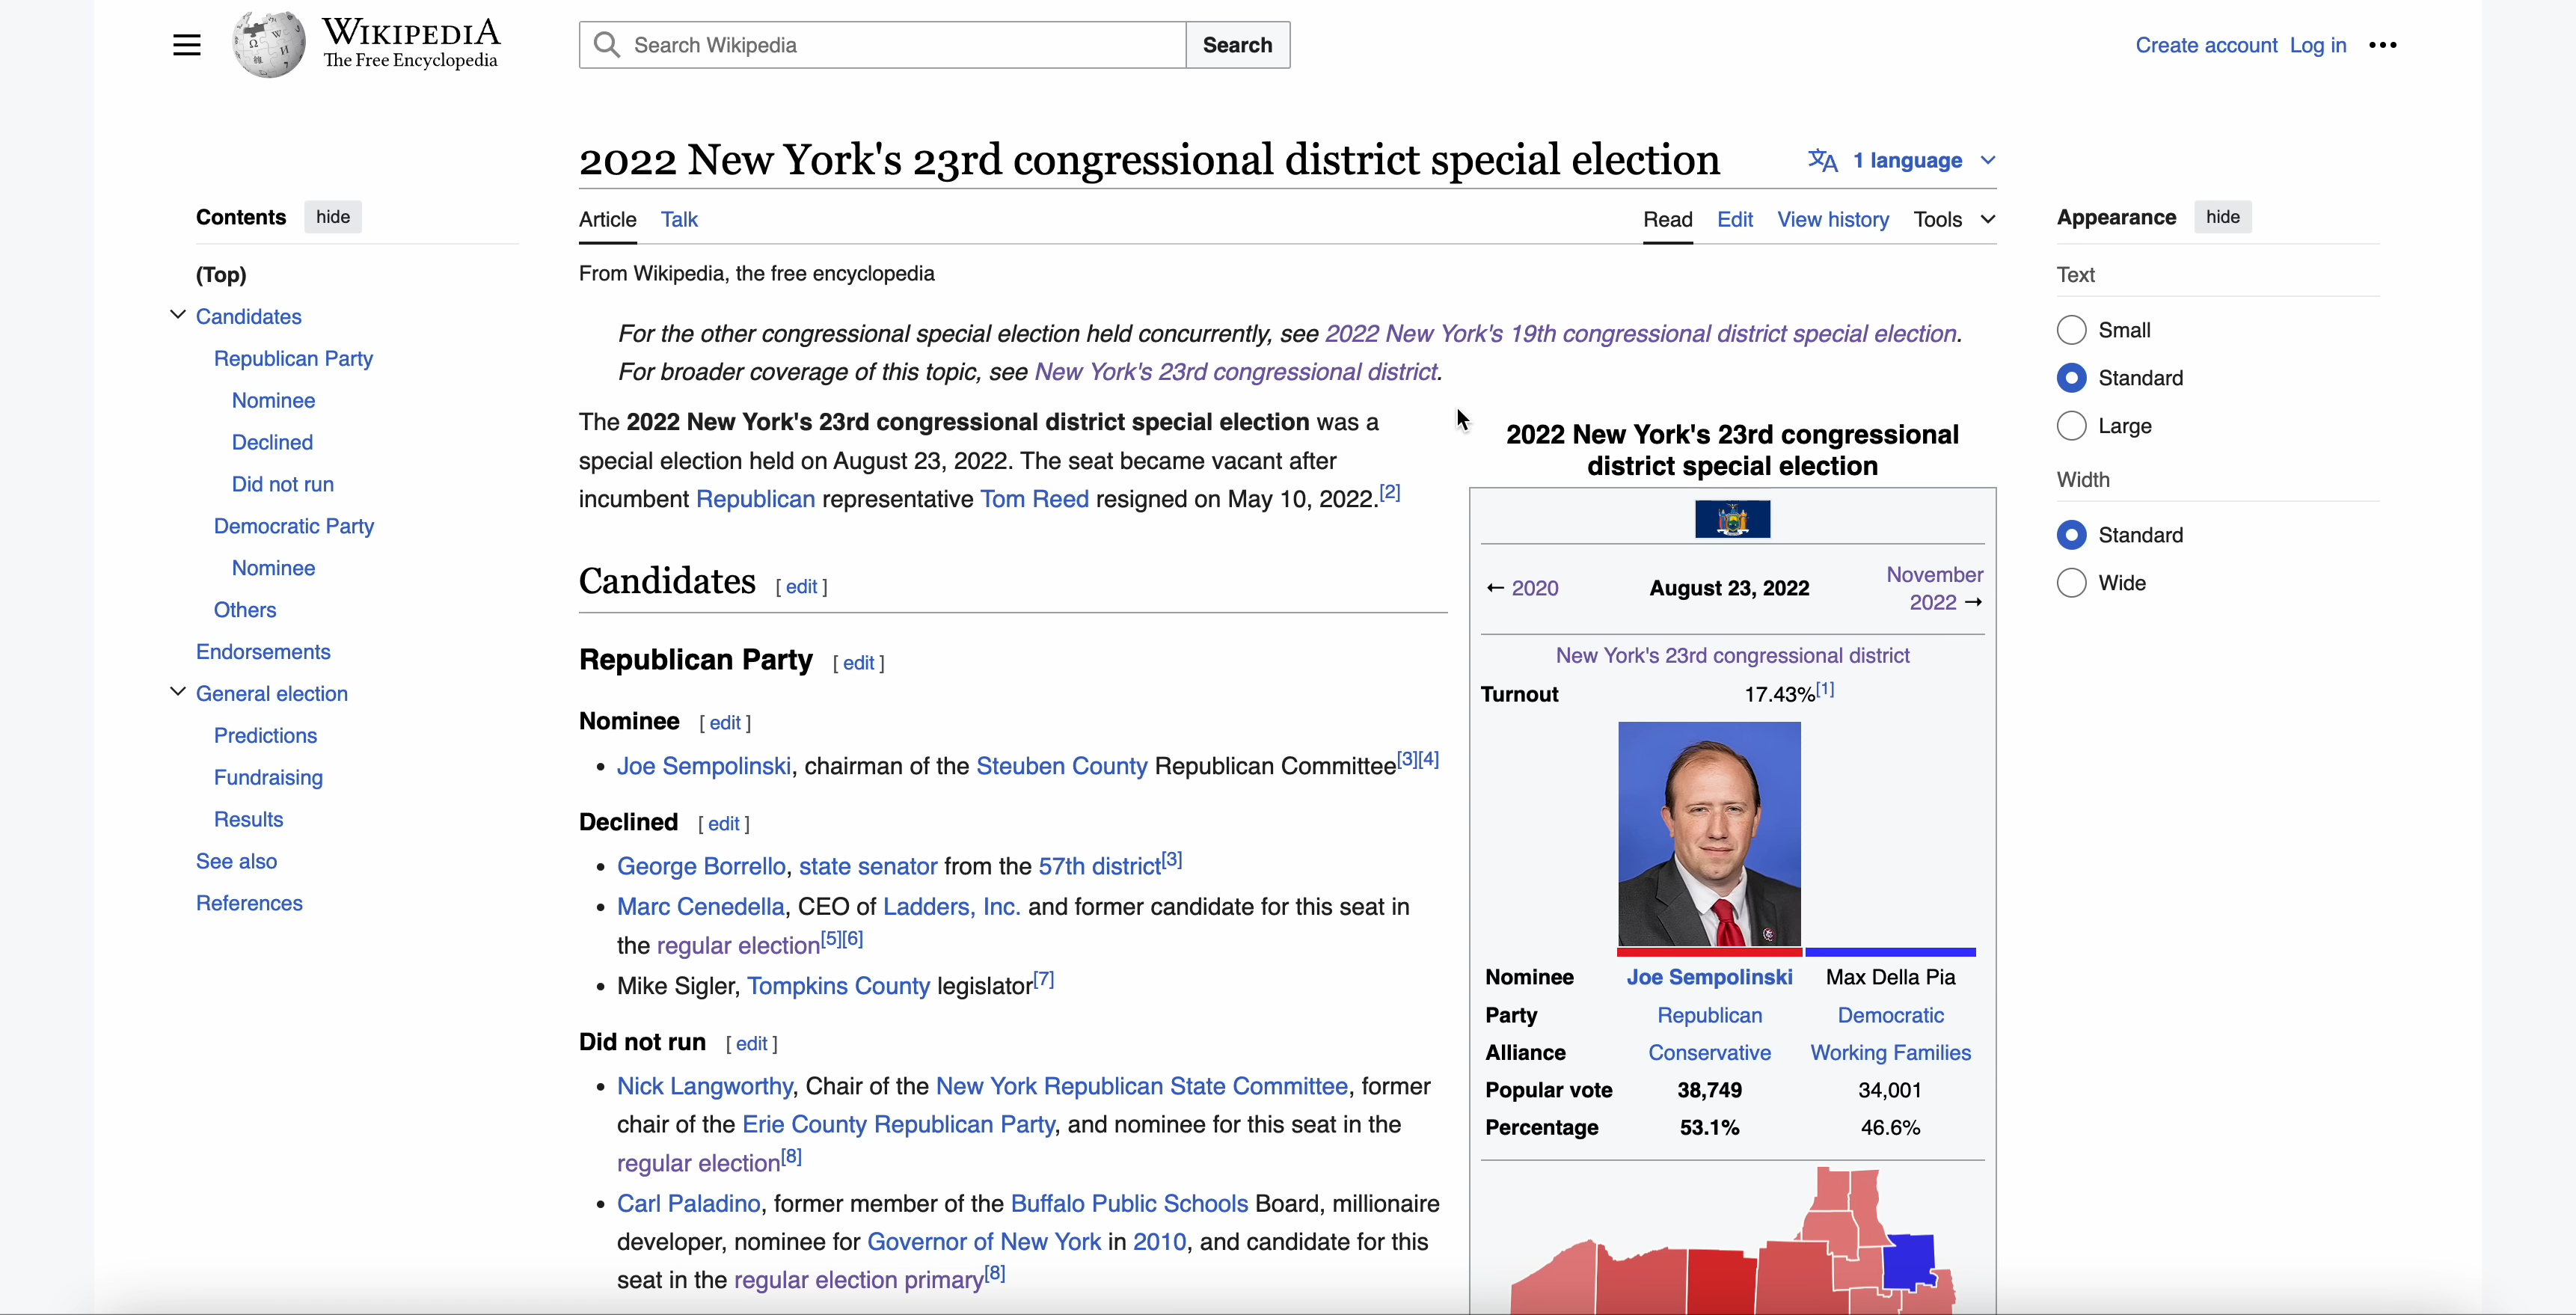 WIKIPEDIA
The Free Encyclopedia
Search Wikipedia
Search
Create account Log in
2022 New York's 23rd congressional district special election
1 language
Contents hide
(Top)
Candidates
Republican Party
Nominee
Declined
Did not run
Democratic Party
Nominee
Others
Endorsements
General election
Predictions
Fundraising
Results
See also
References
Article Talk
Read Edit View history Tools
From Wikipedia, the free encyclopedia
For the other congressional special election held concurrently, see 2022 New York's 19th congressional district special election.
For broader coverage of this topic, see New York's 23rd congressional district.
The 2022 New York's 23rd congressional district special election was a
special election held on August 23, 2022. The seat became vacant after
incumbent Republican representative Tom Reed resigned on May 10, 2022.[2]
Candidates [ edit ]
Republican Party [ edit ]
Nominee [ edit ]
• Joe Sempolinski, chairman of the Steuben County Republican Committee[3][4]
Declined [ edit ]
• George Borrello, state senator from the 57th district[3]
• Marc Cenedella, CEO of Ladders, Inc. and former candidate for this seat in
the regular election[5][6]
• Mike Sigler, Tompkins County legislator[7]
Did not run [ edit ]
• Nick Langworthy, Chair of the New York Republican State Committee, former
chair of the Erie County Republican Party, and nominee for this seat in the
regular election[8]
• Carl Paladino, former member of the Buffalo Public Schools Board, millionaire
developer, nominee for Governor of New York in 2010, and candidate for this
seat in the regular election primary[8]
2022 New York's 23rd congressional
district special election
← 2020 August 23, 2022 November
2022 →
New York's 23rd congressional district
Turnout 17.43%[1]
Nominee Joe Sempolinski Max Della Pia
Party Republican Democratic
Alliance Conservative Working Families
Popular vote 38,749 34,001
Percentage 53.1% 46.6%
Appearance hide
Text
Small
Standard
Large
Width
Standard
Wide